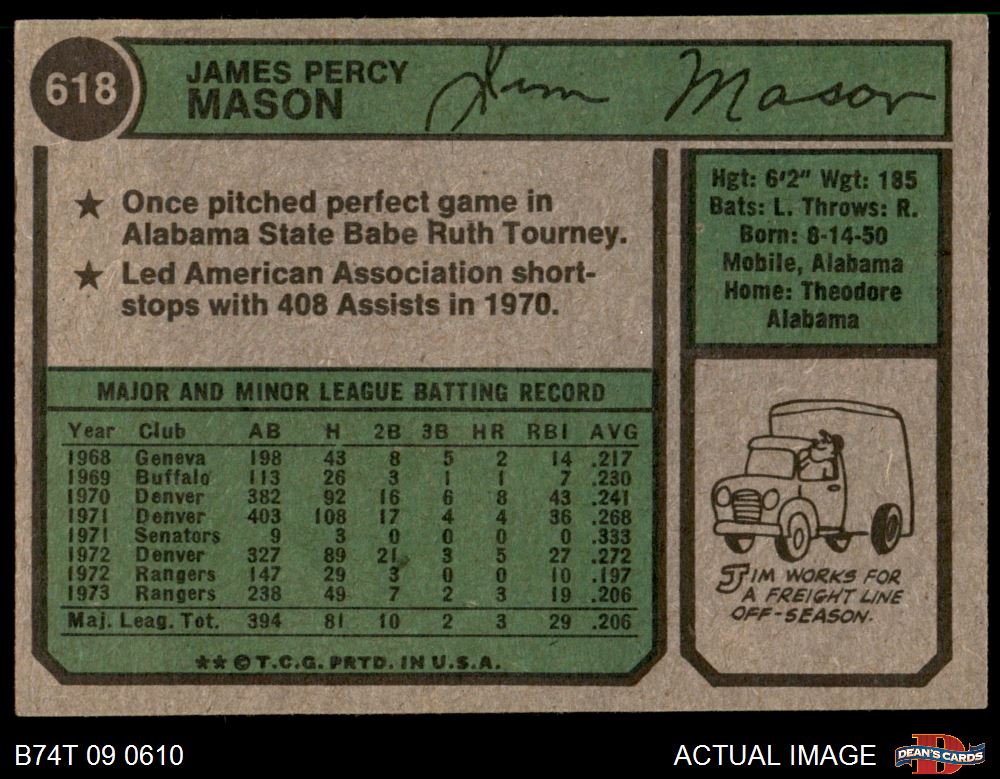 618
JAMES PERCY
MASON
Jim Mason
★ Once pitched perfect game in
Alabama State Babe Ruth Tourney.
★ Led American Association short-
stops with 408 Assists in 1970.
Hgt: 6'2" Wgt: 185
Bats: L. Throws: R.
Born: 8-14-50
Mobile, Alabama
Home: Theodore
Alabama
MAJOR AND MINOR LEAGUE BATTING RECORD
Year Club AB H 2B 3B HR RBI AVG
1968 Geneva 198 43 8 5 2 14 .217
1969 Buffalo 113 26 3 1 1 7 .230
1970 Denver 382 92 16 6 8 43 .241
1971 Denver 403 108 17 4 4 36 .268
1971 Senators 9 3 0 0 0 0 .333
1972 Denver 327 89 21 3 5 27 .272
1972 Rangers 147 29 3 0 0 10 .197
1973 Rangers 238 49 7 2 3 19 .206
Maj. Leag. Tot. 394 81 10 2 3 29 .206
★★ © T.C.G. PRTD. IN U.S.A.
JIM WORKS FOR
A FREIGHT LINE
OFF-SEASON.
B74T 09 0610
ACTUAL IMAGE
DEAN'S CARDS